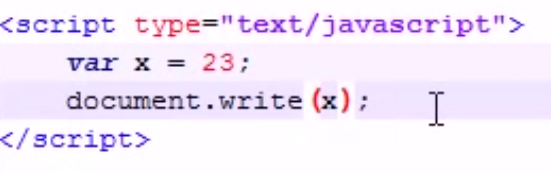 <script type="text/javascript">
var x = 23;
document.write(x);
</script>